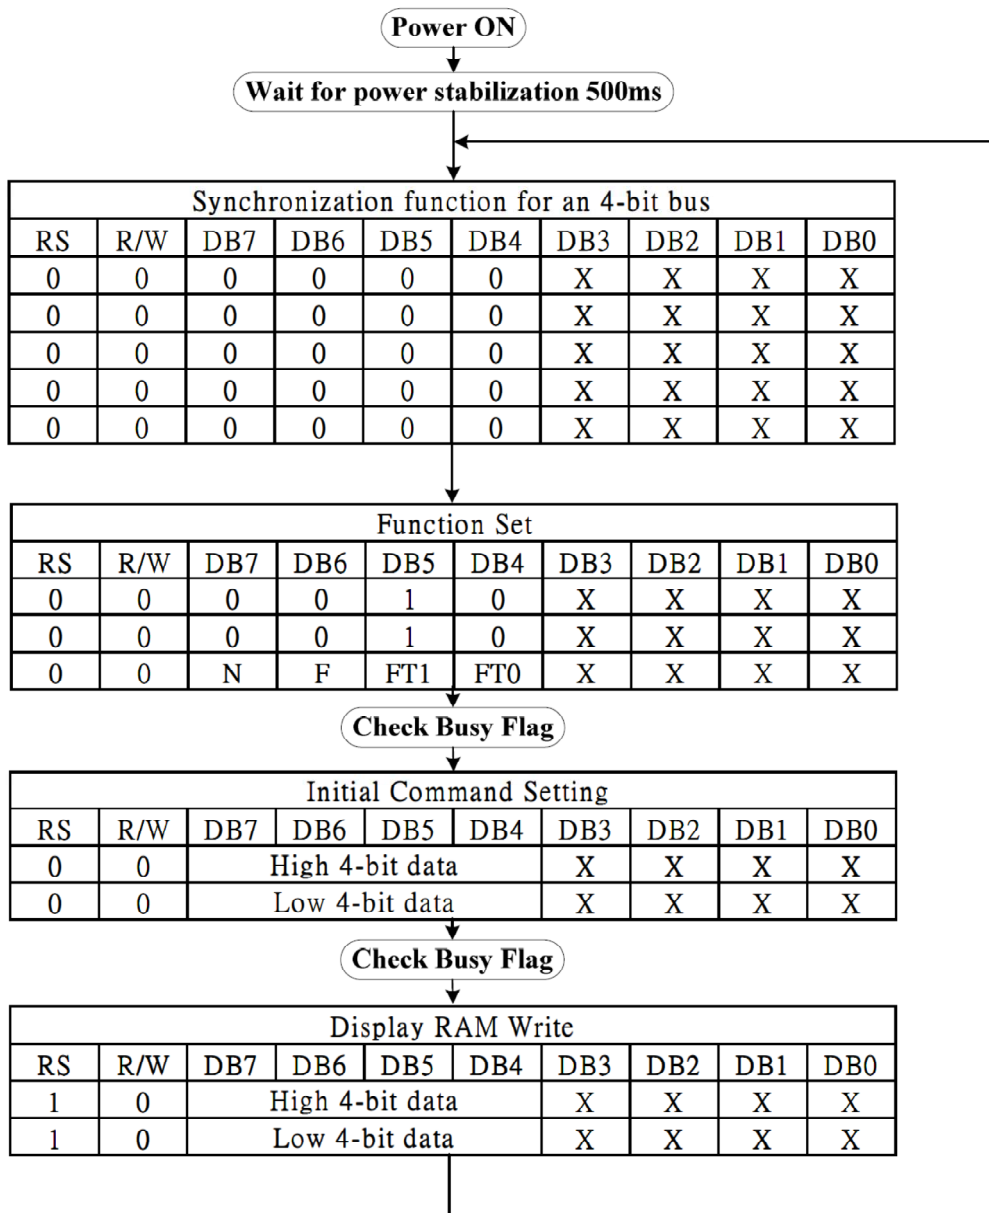 Power ON
Wait for power stabilization 500ms
Synchronization function for an 4-bit bus
RS R/W DB7 DB6 DB5 DB4 DB3 DB2 DB1 DB0
0 0 0 0 0 0 X X X X
0 0 0 0 0 0 X X X X
0 0 0 0 0 0 X X X X
0 0 0 0 0 0 X X X X
0 0 0 0 0 0 X X X X
Function Set
RS R/W DB7 DB6 DB5 DB4 DB3 DB2 DB1 DB0
0 0 0 0 1 0 X X X X
0 0 0 0 1 0 X X X X
0 0 N F FT1 FT0 X X X X
Check Busy Flag
Initial Command Setting
RS R/W DB7 DB6 DB5 DB4 DB3 DB2 DB1 DB0
0 0 High 4-bit data X X X X
0 0 Low 4-bit data X X X X
Check Busy Flag
Display RAM Write
RS R/W DB7 DB6 DB5 DB4 DB3 DB2 DB1 DB0
1 0 High 4-bit data X X X X
1 0 Low 4-bit data X X X X